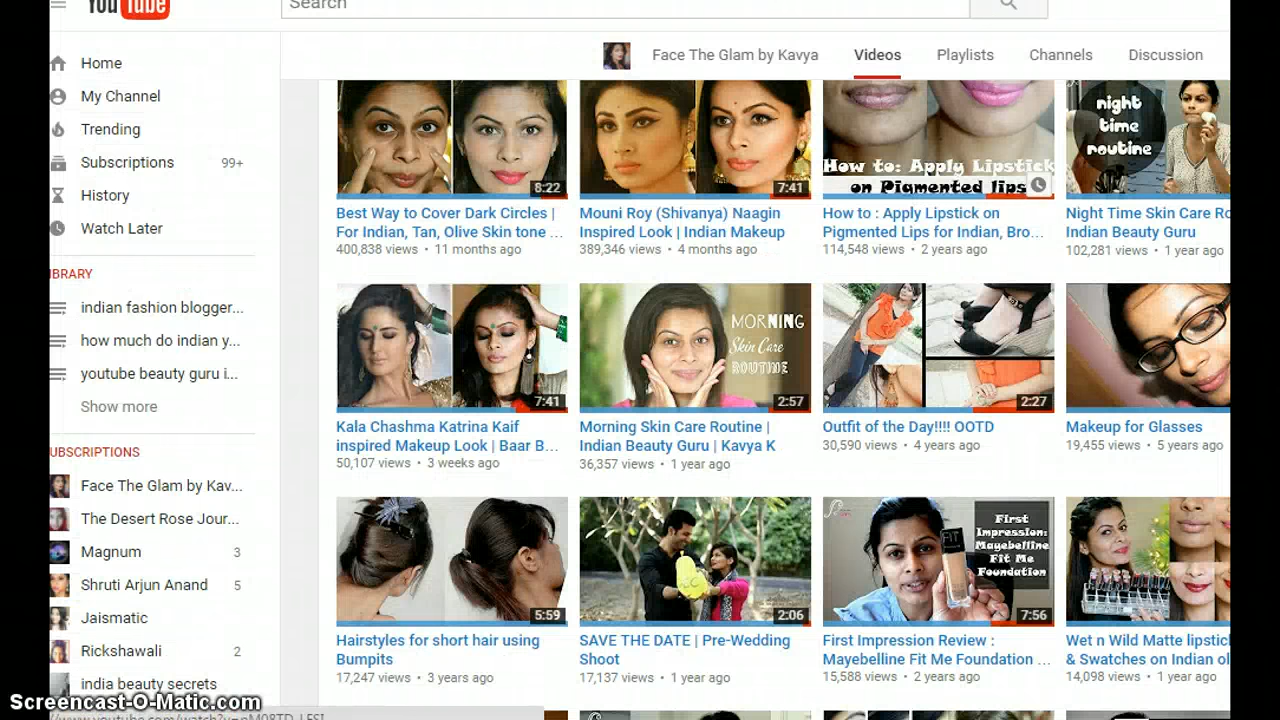 You Tube
Search
Face The Glam by Kavya
Videos
Playlists
Channels
Discussion
Home
My Channel
Trending
Subscriptions 99+
History
Watch Later
IBRARY
indian fashion blogger...
how much do indian y...
youtube beauty guru i...
Show more
UBSCRIPTIONS
Face The Glam by Kav...
The Desert Rose Jour...
Magnum 3
Shruti Arjun Anand 5
Jaismatic
Rickshawali 2
india beauty secrets
8:22
Best Way to Cover Dark Circles |
For Indian, Tan, Olive Skin tone ...
400,838 views • 11 months ago
7:41
Mouni Roy (Shivanya) Naagin
Inspired Look | Indian Makeup
389,346 views • 4 months ago
How to: Apply Lipstick
on Pigmented lips
How to : Apply Lipstick on
Pigmented Lips for Indian, Bro...
114,548 views • 2 years ago
night
time
routine
Night Time Skin Care Ro
Indian Beauty Guru
102,281 views • 1 year ago
7:41
Kala Chashma Katrina Kaif
inspired Makeup Look | Baar B...
50,107 views • 3 weeks ago
MORNING
Skin Care
ROUTINE
2:57
Morning Skin Care Routine |
Indian Beauty Guru | Kavya K
36,357 views • 1 year ago
2:27
Outfit of the Day!!!! OOTD
30,590 views • 4 years ago
Makeup for Glasses
19,455 views • 5 years ago
5:59
Hairstyles for short hair using
Bumpits
17,247 views • 3 years ago
2:06
SAVE THE DATE | Pre-Wedding
Shoot
17,137 views • 1 year ago
First
Impression:
Mayebelline
Fit Me
Foundation
FIT
7:56
First Impression Review :
Mayebelline Fit Me Foundation ...
15,588 views • 2 years ago
Wet n Wild Matte lipstic
& Swatches on Indian ol
14,098 views • 1 year ago
Screencast-O-Matic.com